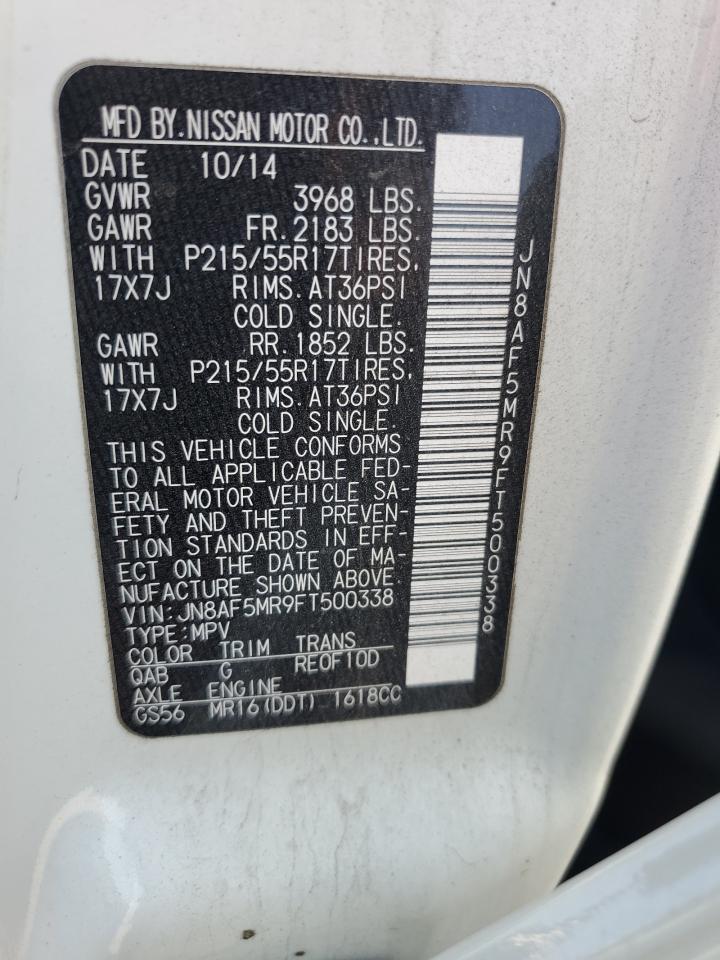 MFD BY.NISSAN MOTOR CO.,LTD.
DATE 10/14
GVWR 3968 LBS.
GAWR FR.2183 LBS.
WITH P215/55R17TIRES,
17X7J RIMS.AT36PSI
COLD SINGLE.
GAWR RR.1852 LBS.
WITH P215/55R17TIRES,
17X7J RIMS.AT36PSI
COLD SINGLE.
THIS VEHICLE CONFORMS
TO ALL APPLICABLE FED-
ERAL MOTOR VEHICLE SA-
FETY AND THEFT PREVEN-
TION STANDARDS IN EFF-
ECT ON THE DATE OF MA-
NUFACTURE SHOWN ABOVE.
VIN:JN8AF5MR9FT500338
TYPE:MPV
COLOR TRIM TRANS
QAB G RE0F10D
AXLE ENGINE
GS56 MR16(DDT) 1618CC
JN8AF5MR9FT500338